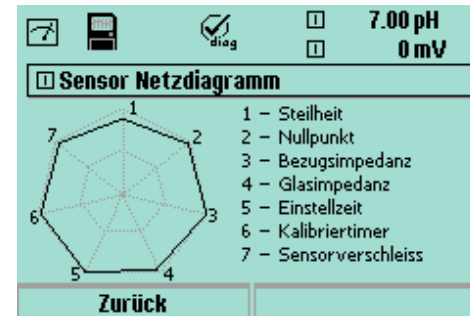 7.00 pH
diag
0 mV
Sensor Netzdiagramm
1 – Steilheit
2 – Nullpunkt
3 – Bezugsimpedanz
4 – Glasimpedanz
5 – Einstellzeit
6 – Kalibriertimer
7 – Sensorverschleiss
1
2
3
4
5
6
7
Zurück